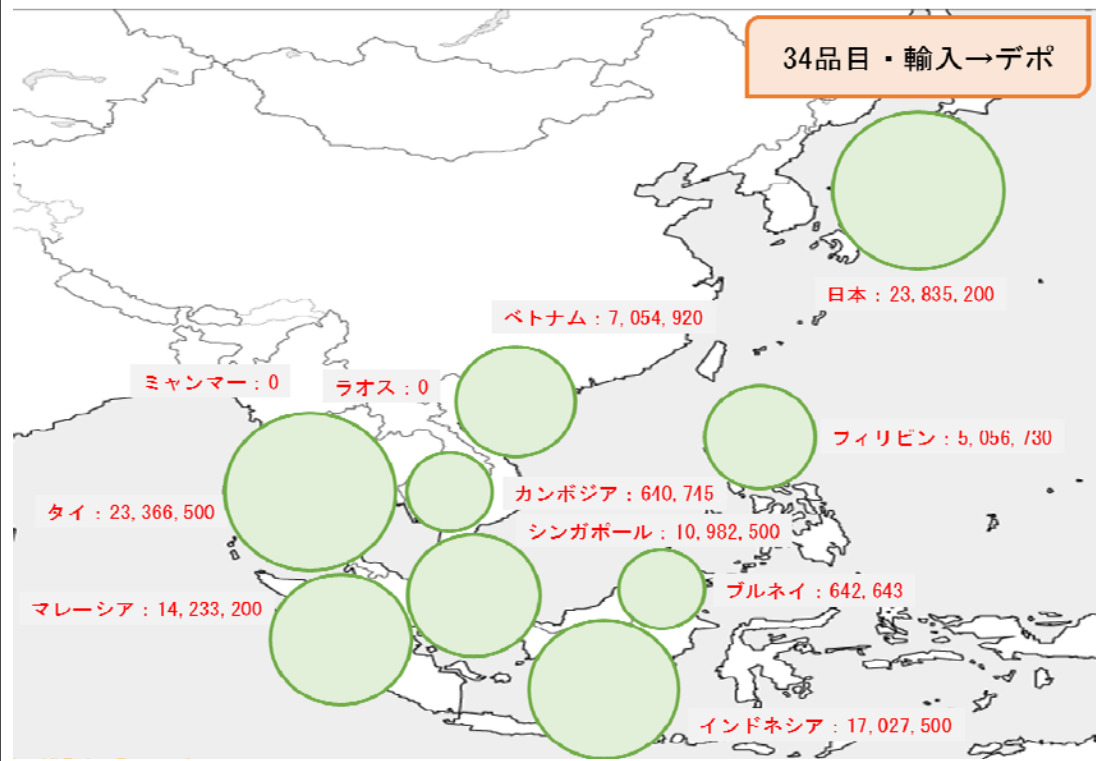 34品目・輸入→デポ
日本：23,835,200
ベトナム：7,054,920
ミャンマー：0
ラオス：0
フィリピン：5,056,730
カンボジア：640,745
タイ：23,366,500
シンガポール：10,982,500
ブルネイ：642,643
マレーシア：14,233,200
インドネシア：17,027,500